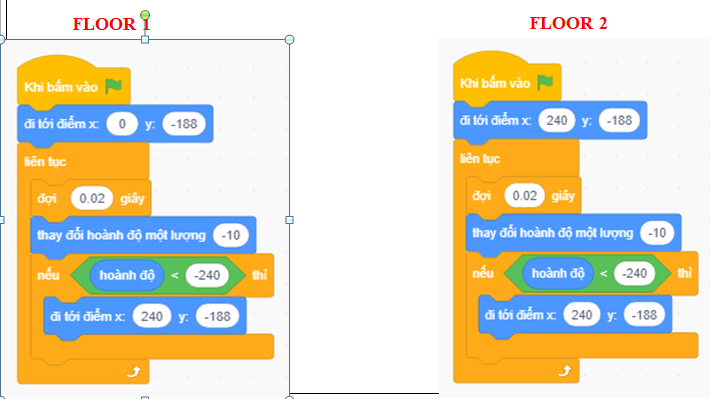 FLOOR 1
Khi bấm vào
đi tới điểm x: 0 y: -188
liên tục
đợi 0.02 giây
thay đổi hoành độ một lượng -10
nếu hoành độ < -240 thì
đi tới điểm x: 240 y: -188
FLOOR 2
Khi bấm vào
đi tới điểm x: 240 y: -188
liên tục
đợi 0.02 giây
thay đổi hoành độ một lượng -10
nếu hoành độ < -240 thì
đi tới điểm x: 240 y: -188